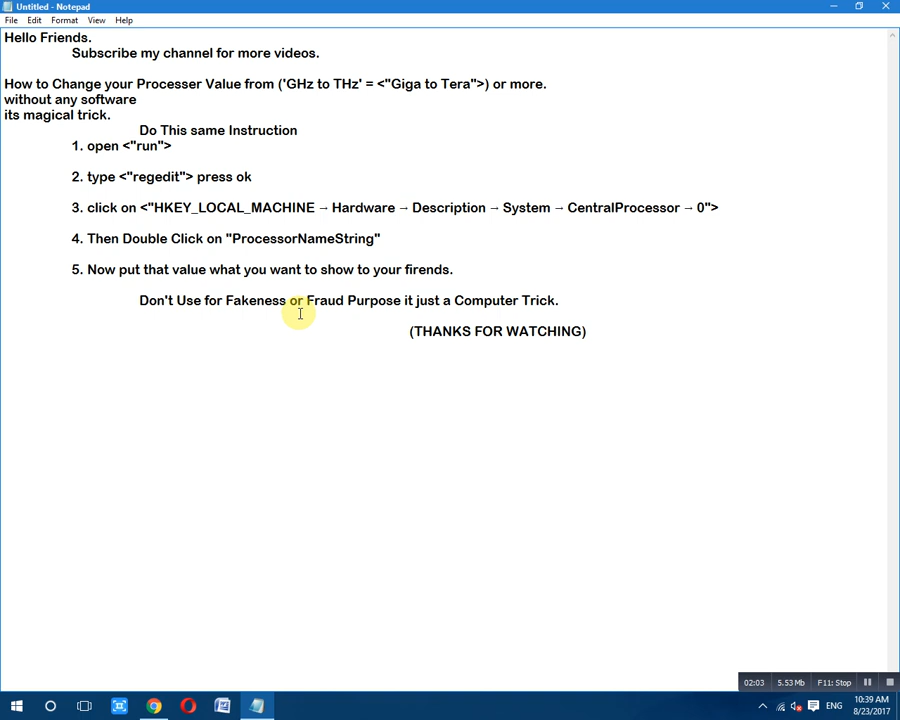 Untitled - Notepad
File Edit Format View Help
Hello Friends.
Subscribe my channel for more videos.
How to Change your Processer Value from ('GHz to THz' = <"Giga to Tera">) or more.
without any software
its magical trick.
Do This same Instruction
1. open <"run">
2. type <"regedit"> press ok
3. click on <"HKEY_LOCAL_MACHINE → Hardware → Description → System → CentralProcessor → 0">
4. Then Double Click on "ProcessorNameString"
5. Now put that value what you want to show to your firends.
Don't Use for Fakeness or Fraud Purpose it just a Computer Trick.
(THANKS FOR WATCHING)
02:03 5.53 Mb F11: Stop
ENG 10:39 AM
8/23/2017